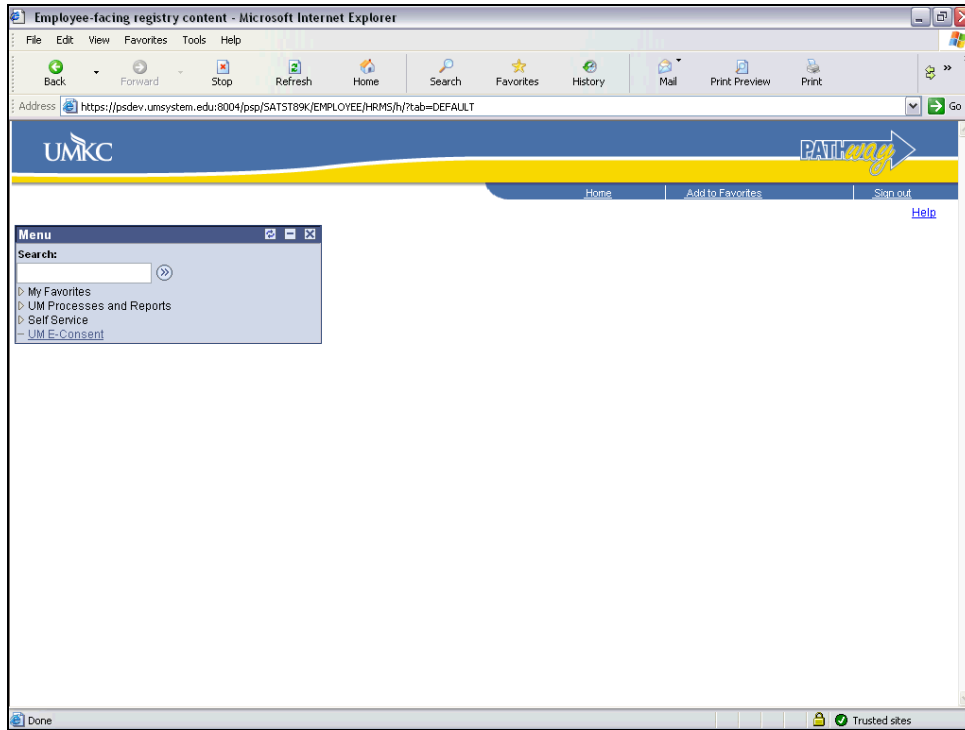 Employee-facing registry content - Microsoft Internet Explorer
File Edit View Favorites Tools Help
Back Forward Stop Refresh Home Search Favorites History Mail Print Preview Print »
Address https://psdev.umsystem.edu:8004/psp/SATST89K/EMPLOYEE/HRMS/h/?tab=DEFAULT Go
UMKC PATHway
Home Add to Favorites Sign out
Help
Menu
Search:
My Favorites
UM Processes and Reports
Self Service
UM E-Consent
Done Trusted sites